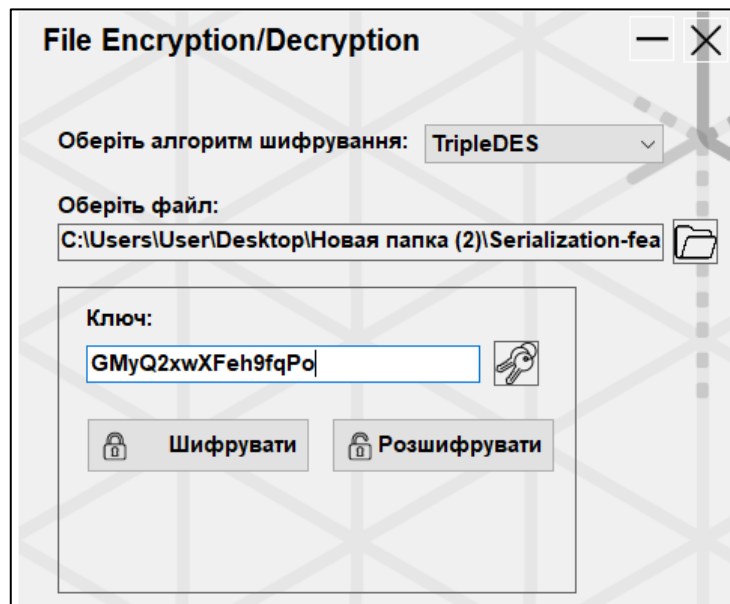 File Encryption/Decryption
Оберіть алгоритм шифрування: TripleDES
Оберіть файл:
C:\Users\User\Desktop\Новая папка (2)\Serialization-fea
Ключ:
GMyQ2xwXFeh9fqPo
Шифрувати Розшифрувати